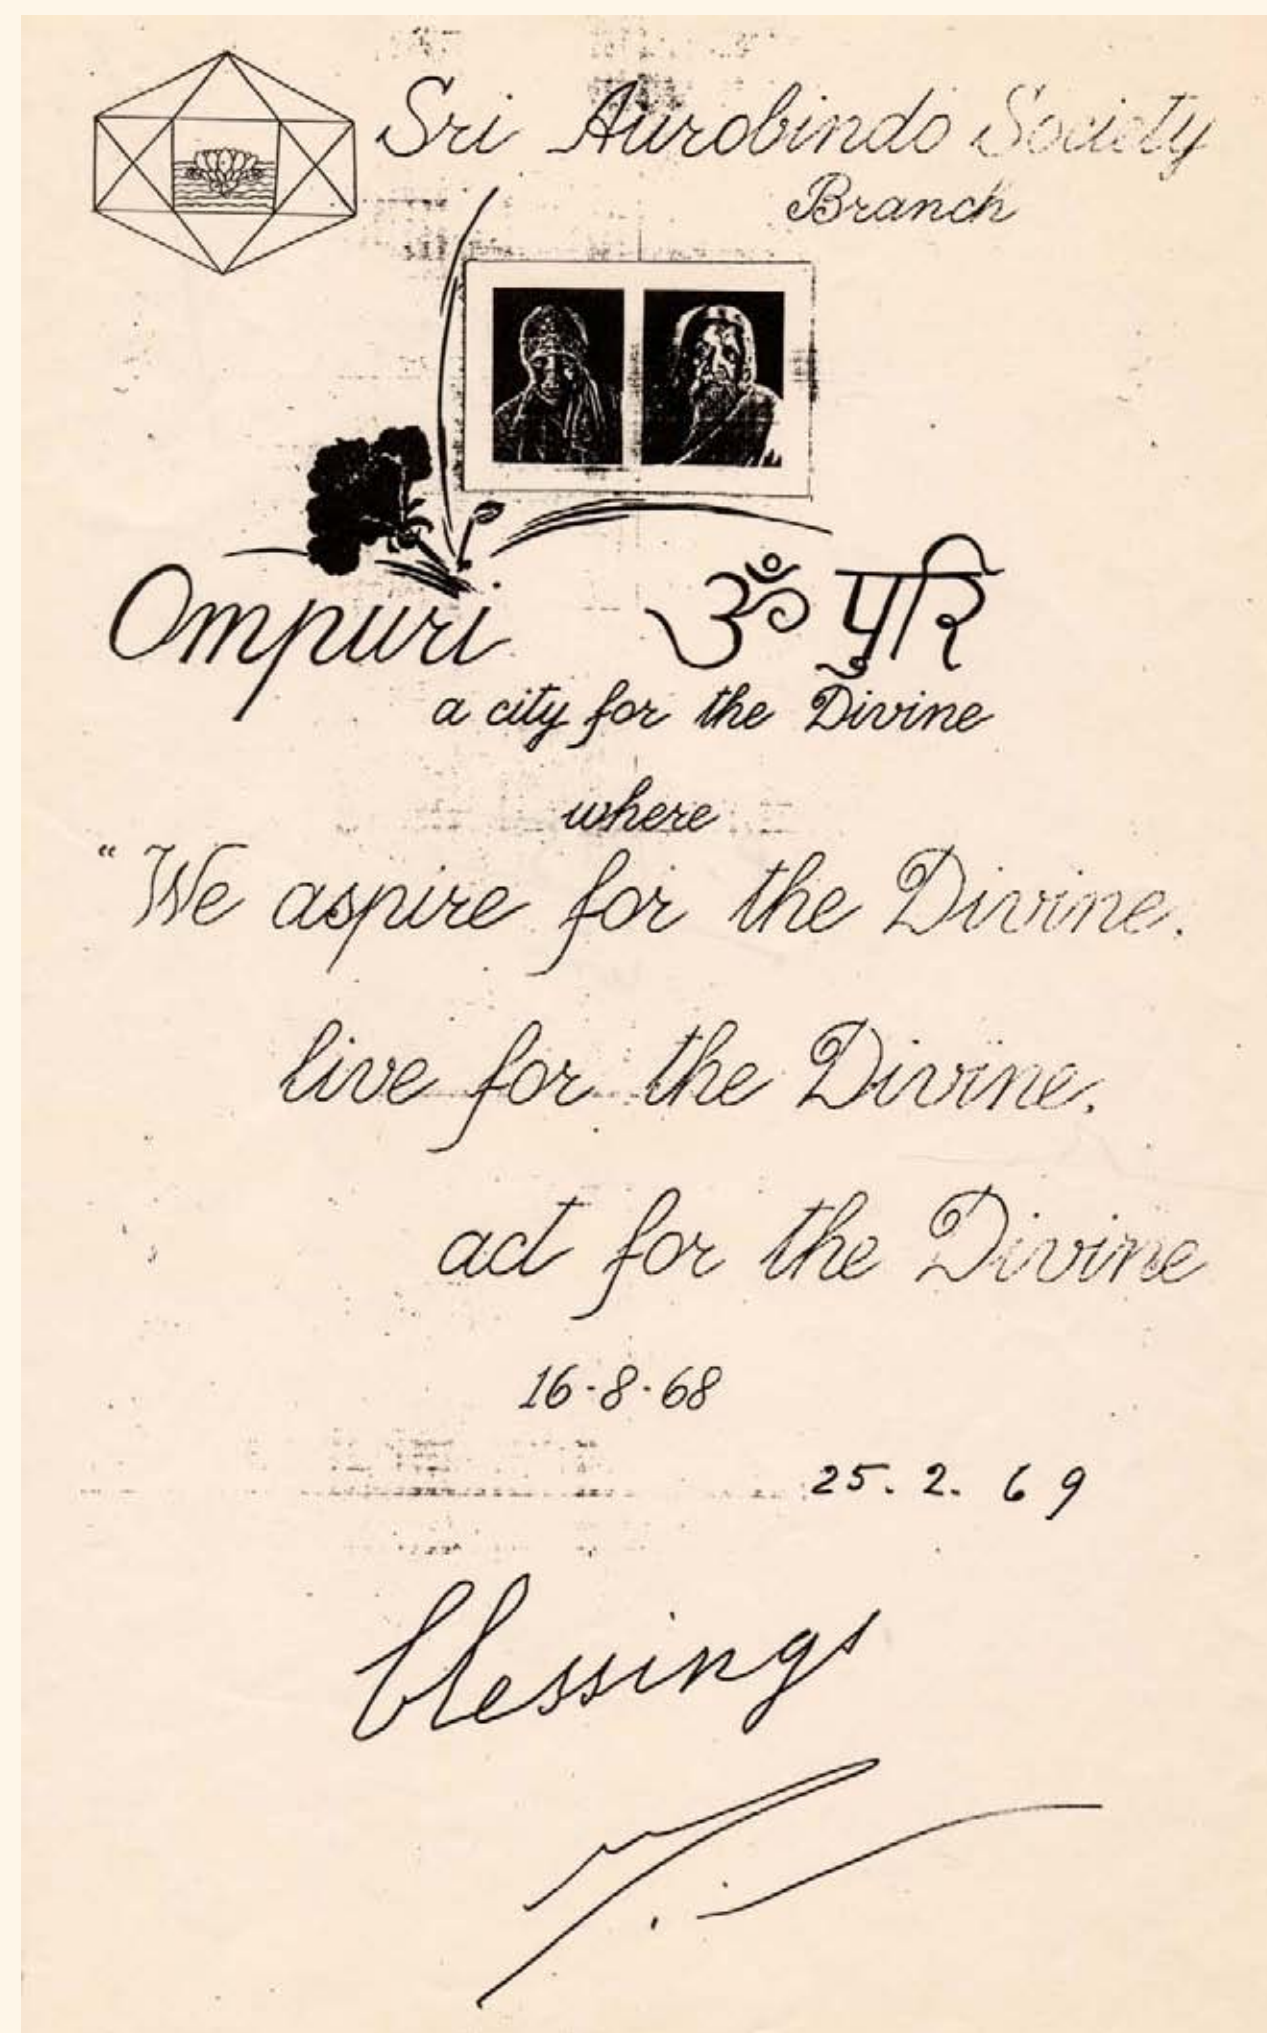 Sri Aurobindo Society
Branch
Ompuri ॐ पुरि
a city for the Divine
where
"We aspire for the Divine.
live for the Divine.
act for the Divine
16-8-68
25.2.69
blessings